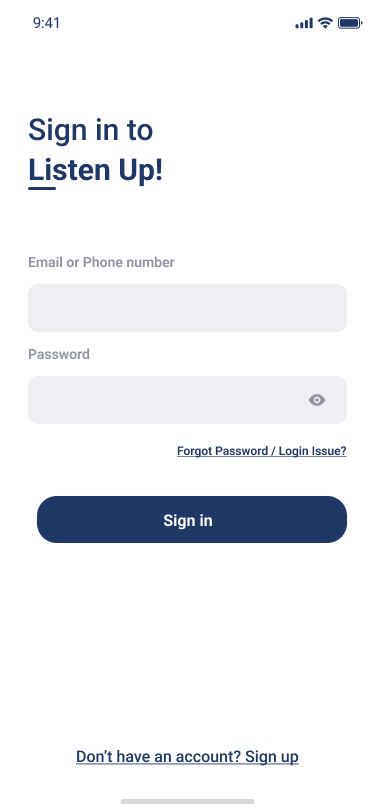 9:41
Sign in to
Listen Up!
Email or Phone number
Password
Forgot Password / Login Issue?
Sign in
Don’t have an account? Sign up